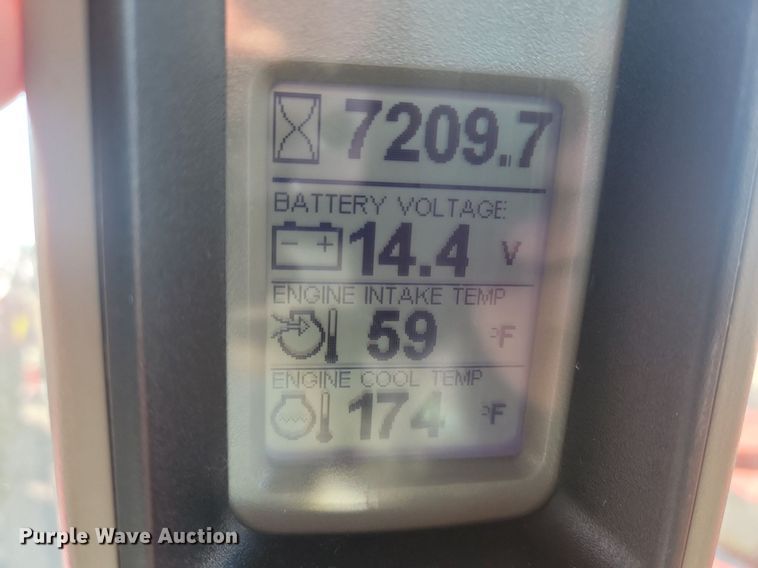 7209.7
BATTERY VOLTAGE
- + 14.4 V
ENGINE INTAKE TEMP
59 °F
ENGINE COOL TEMP
174 °F
Purple Wave Auction®